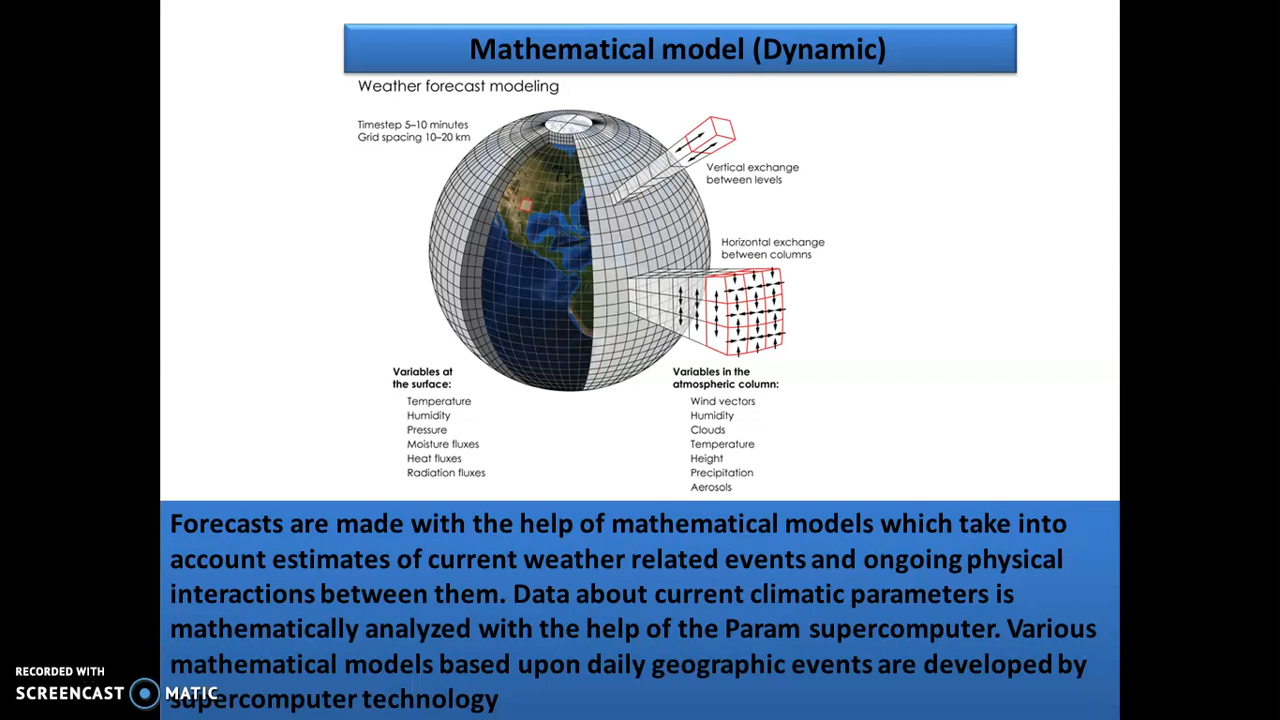 Mathematical model (Dynamic)
Weather forecast modeling
Timestep 5–10 minutes
Grid spacing 10–20 km
Vertical exchange
between levels
Horizontal exchange
between columns
Variables at
the surface:
Temperature
Humidity
Pressure
Moisture fluxes
Heat fluxes
Radiation fluxes
Variables in the
atmospheric column:
Wind vectors
Humidity
Clouds
Temperature
Height
Precipitation
Aerosols
Forecasts are made with the help of mathematical models which take into
account estimates of current weather related events and ongoing physical
interactions between them. Data about current climatic parameters is
mathematically analyzed with the help of the Param supercomputer. Various
mathematical models based upon daily geographic events are developed by
supercomputer technology
RECORDED WITH
SCREENCAST MATIC